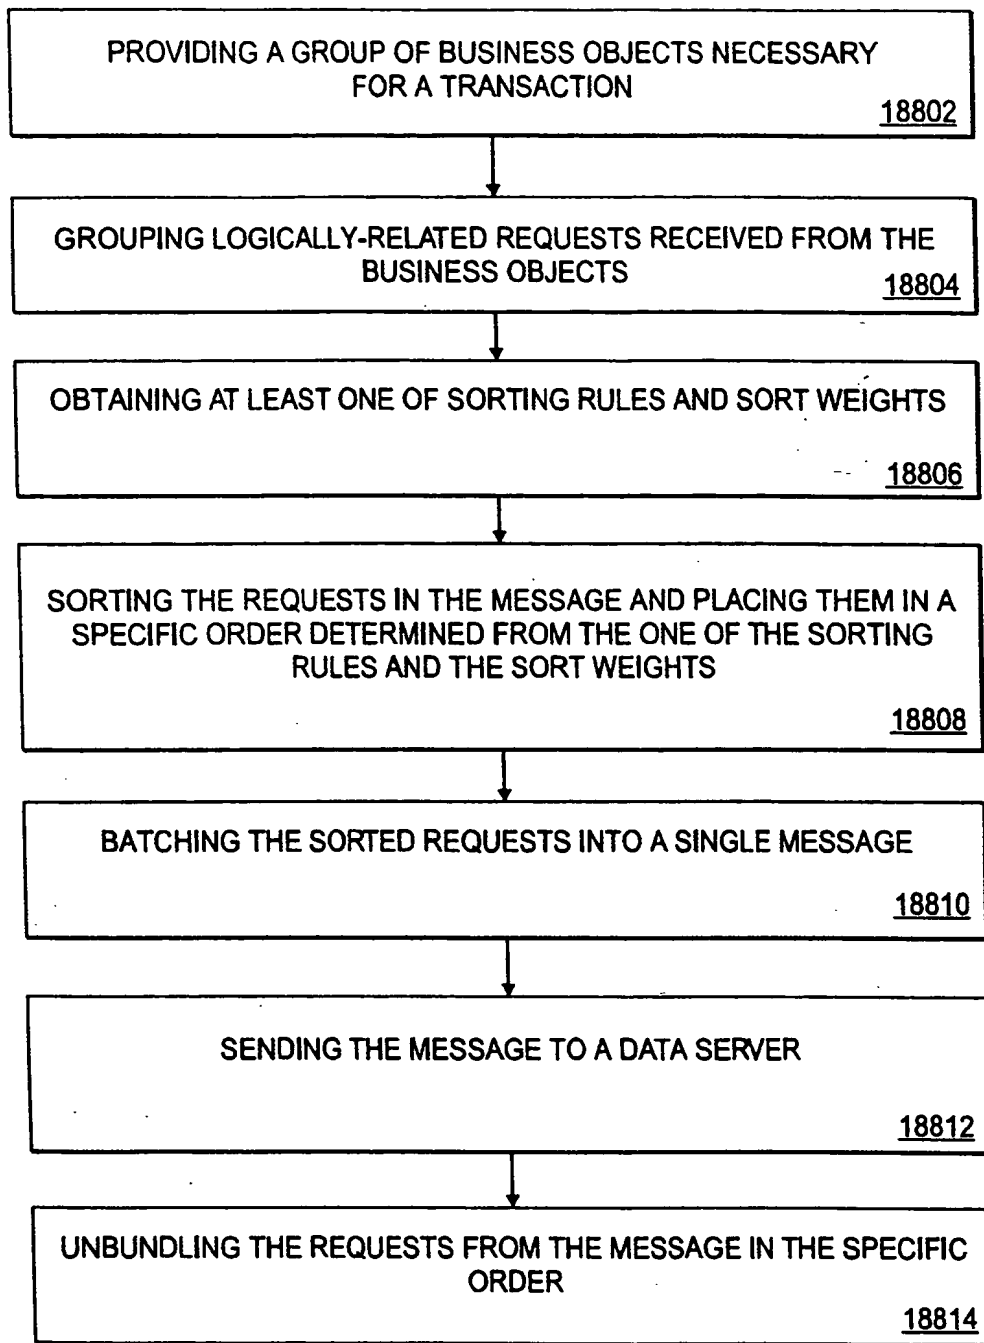 PROVIDING A GROUP OF BUSINESS OBJECTS NECESSARY
FOR A TRANSACTION
18802
GROUPING LOGICALLY-RELATED REQUESTS RECEIVED FROM THE
BUSINESS OBJECTS
18804
OBTAINING AT LEAST ONE OF SORTING RULES AND SORT WEIGHTS
18806
SORTING THE REQUESTS IN THE MESSAGE AND PLACING THEM IN A
SPECIFIC ORDER DETERMINED FROM THE ONE OF THE SORTING
RULES AND THE SORT WEIGHTS
18808
BATCHING THE SORTED REQUESTS INTO A SINGLE MESSAGE
18810
SENDING THE MESSAGE TO A DATA SERVER
18812
UNBUNDLING THE REQUESTS FROM THE MESSAGE IN THE SPECIFIC
ORDER
18814